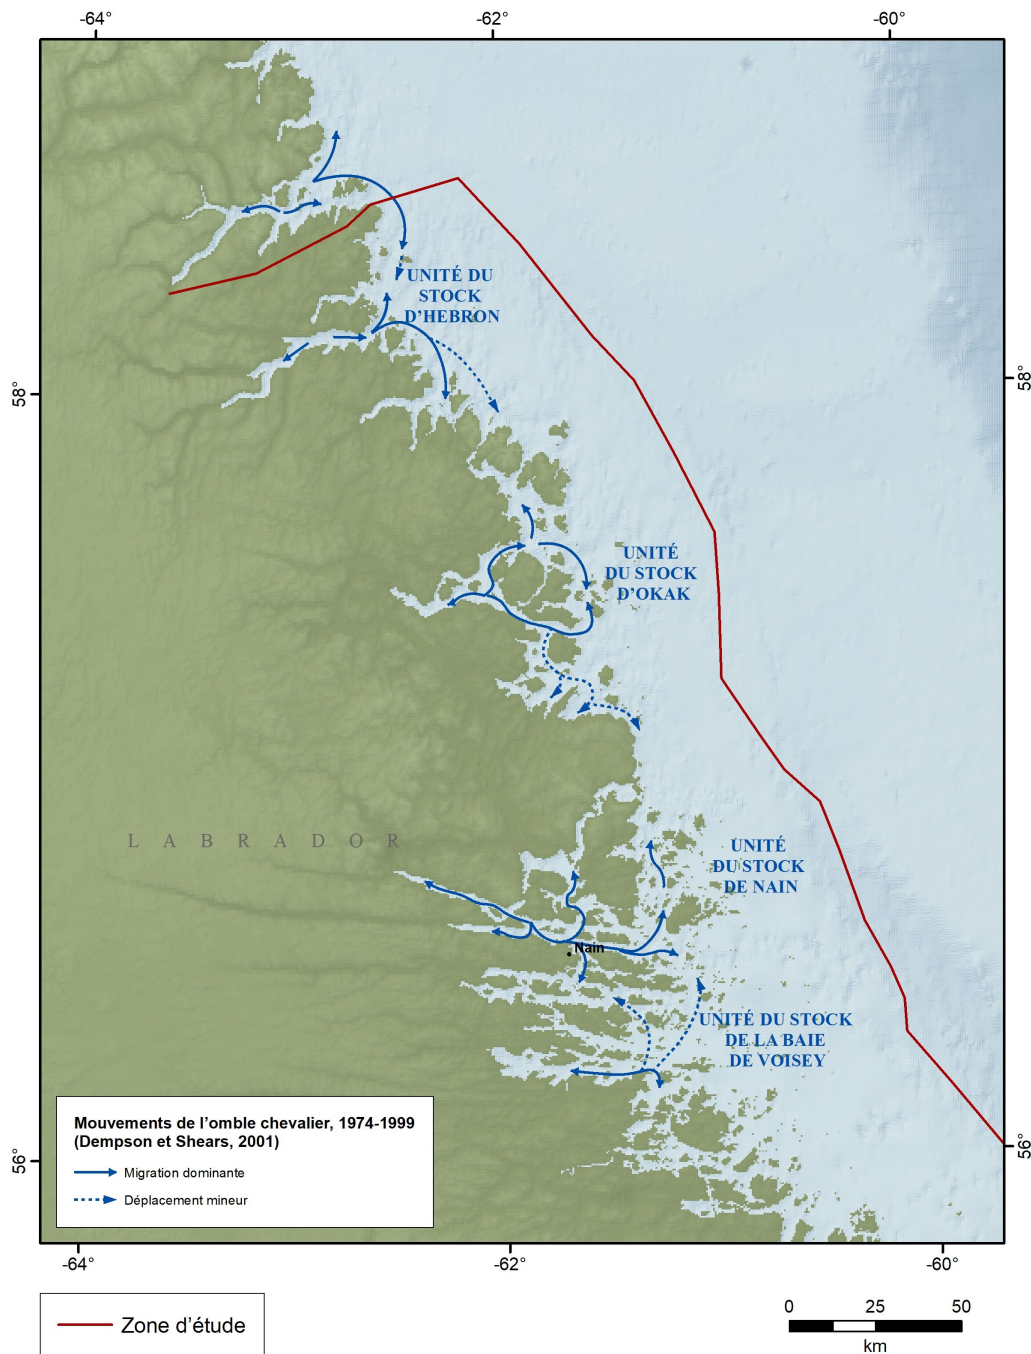 -64°
-62°
-60°
UNITÉ DU
STOCK
D’HEBRON
58°
58°
UNITÉ
DU STOCK
D’OKAK
LABRADOR
UNITÉ
DU STOCK
DE NAIN
Nain
UNITÉ DU STOCK
DE LA BAIE
DE VOISEY
Mouvements de l’omble chevalier, 1974-1999
(Dempson et Shears, 2001)
Migration dominante
Déplacement mineur
56°
56°
-64°
-62°
-60°
Zone d’étude
0 25 50
km